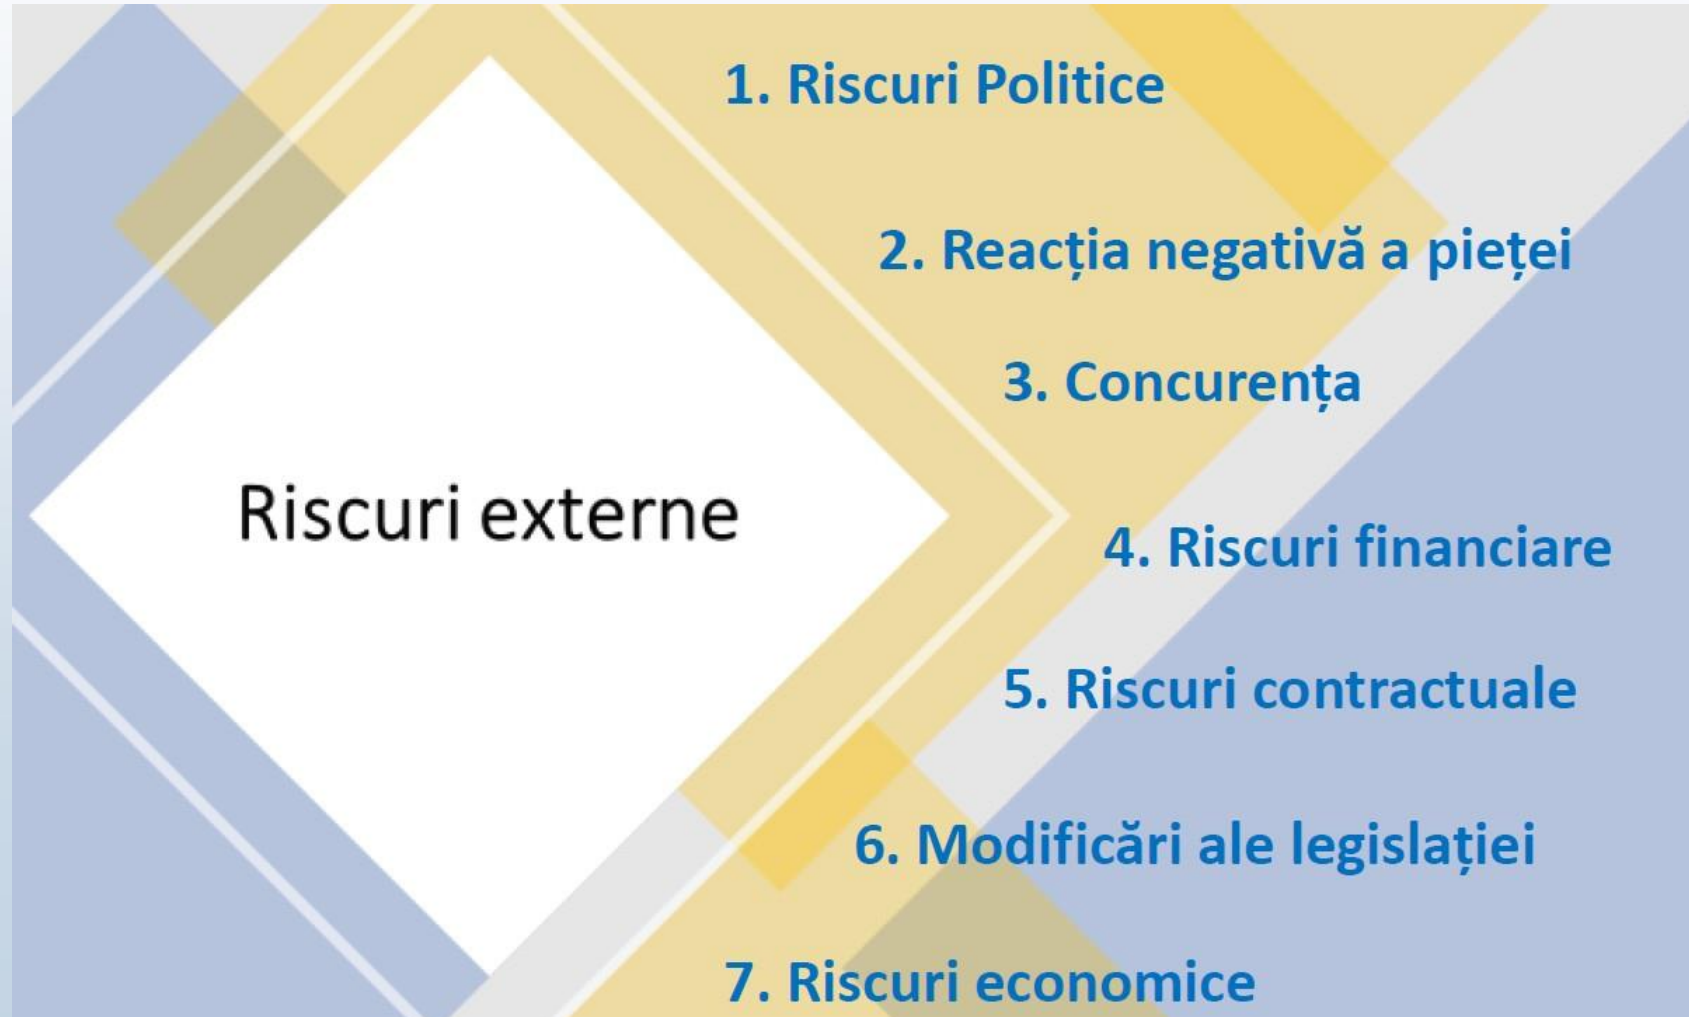 1. Riscuri Politice
2. Reacția negativă a pieței
3. Concurența
Riscuri externe
4. Riscuri financiare
5. Riscuri contractuale
6. Modificări ale legislației
7. Riscuri economice